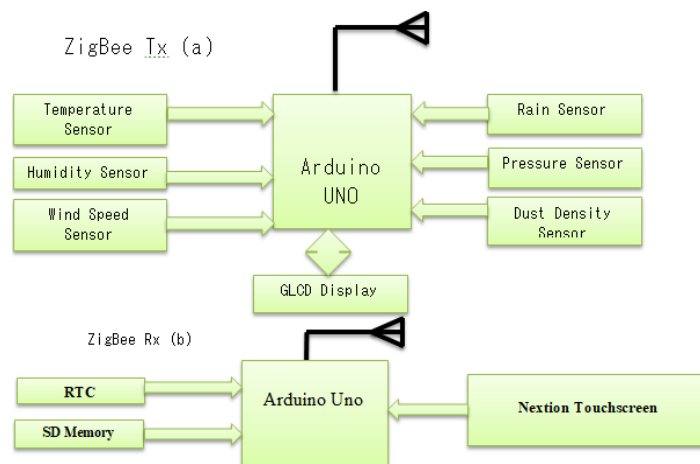 ZigBee Tx (a)
Temperature
Sensor
Humidity Sensor
Wind Speed
Sensor
Arduino
UNO
Rain Sensor
Pressure Sensor
Dust Density
Sensor
GLCD Display
ZigBee Rx (b)
RTC
SD Memory
Arduino Uno
Nextion Touchscreen